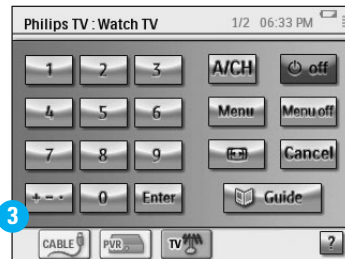 Philips TV : Watch TV 1/2 06:33 PM
1 2 3 A/CH off
4 5 6 Menu Menu off
7 8 9 Cancel
+ - · 0 Enter Guide
3
CABLE PVR TV ?